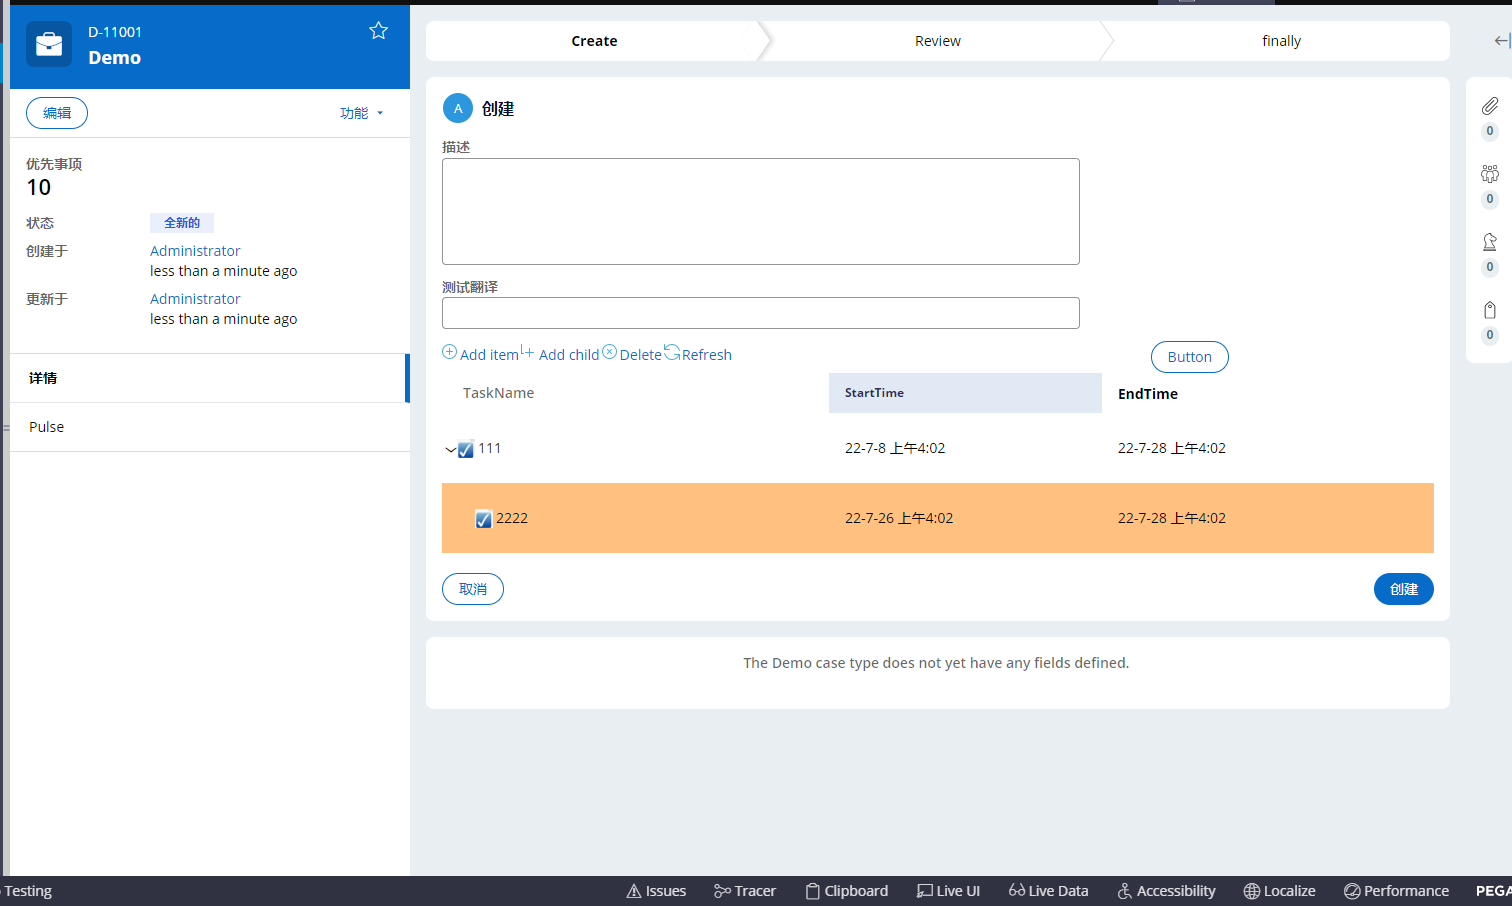 D-11001
Demo
编辑
功能
优先事项
10
状态
全新的
创建于
Administrator
less than a minute ago
更新于
Administrator
less than a minute ago
详情
Pulse
Create
Review
finally
A
创建
描述
测试翻译
Add item
Add child
Delete
Refresh
Button
TaskName
StartTime
EndTime
111
22-7-8 上午4:02
22-7-28 上午4:02
2222
22-7-26 上午4:02
22-7-28 上午4:02
取消
创建
The Demo case type does not yet have any fields defined.
0
0
0
0
Testing
Issues
Tracer
Clipboard
Live UI
Live Data
Accessibility
Localize
Performance
PEGA